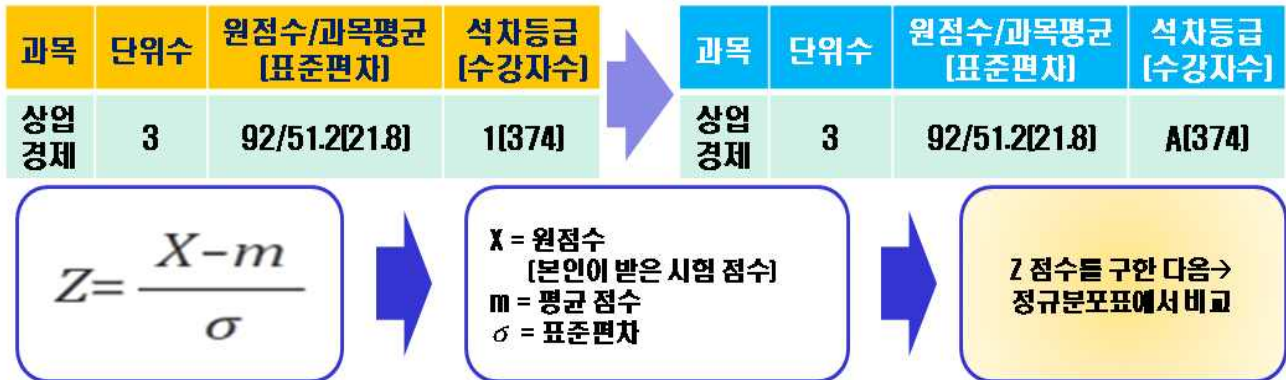 과목 단위수 원점수/과목평균 석차등급
(표준편차) (수강자수)
상업 3 92/51.2(21.8) 1(374)
경제
과목 단위수 원점수/과목평균 석차등급
(표준편차) (수강자수)
상업 3 92/51.2(21.8) A(374)
경제
Z= X−m
σ
X = 원점수
(본인이 받은 시험 점수)
m = 평균 점수
σ = 표준편차
Z 점수를 구한 다음→
정규분포표에서 비교